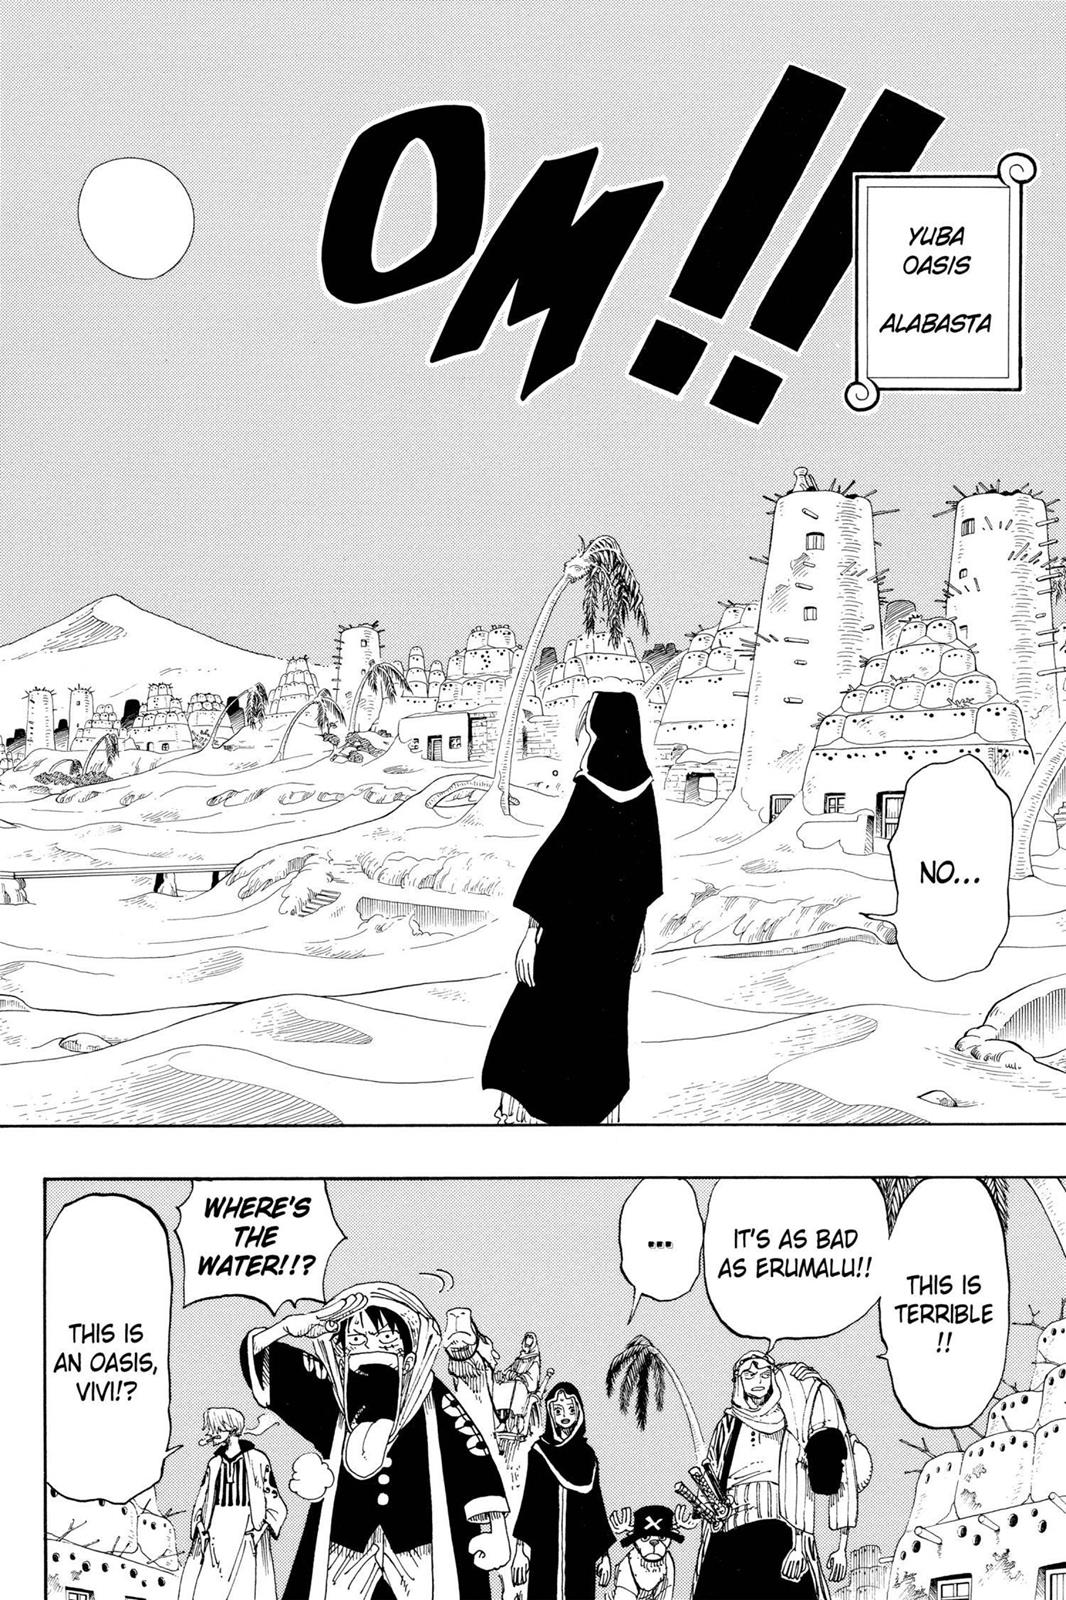 OM!!
YUBA
OASIS
ALABASTA
NO...
THIS IS
TERRIBLE
!!
IT'S AS BAD
AS ERUMALU!!
...
WHERE'S
THE
WATER!!?
THIS IS
AN OASIS,
VIVI!?